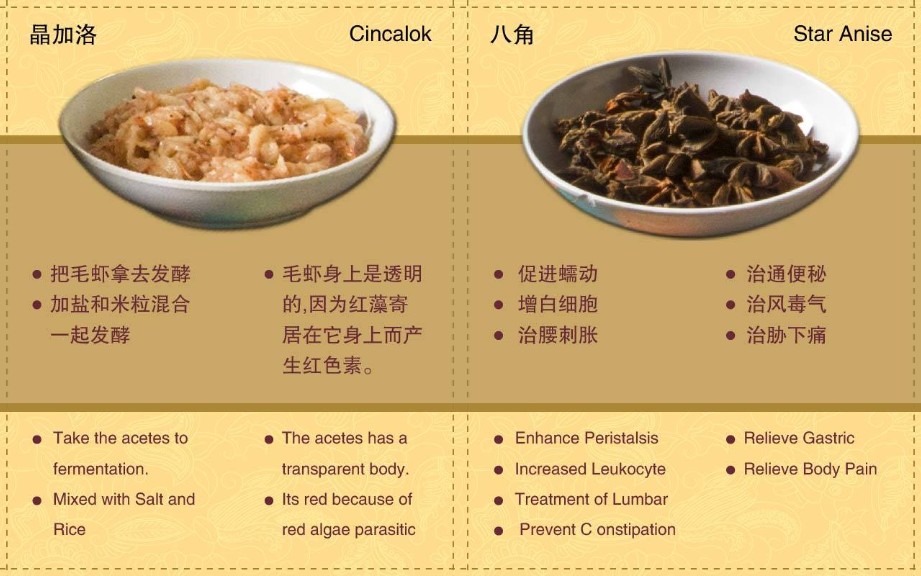 晶加洛
Cincalok
把毛虾拿去发酵
加盐和米粒混合
一起发酵
毛虾身上是透明
的,因为红藻寄
居在它身上而产
生红色素。
Take the acetes to
fermentation.
Mixed with Salt and
Rice
The acetes has a
transparent body.
Its red because of
red algae parasitic
八角
Star Anise
促进蠕动
增白细胞
治腰刺胀
治通便秘
治风毒气
治胁下痛
Enhance Peristalsis
Increased Leukocyte
Treatment of Lumbar
Prevent C onstipation
Relieve Gastric
Relieve Body Pain